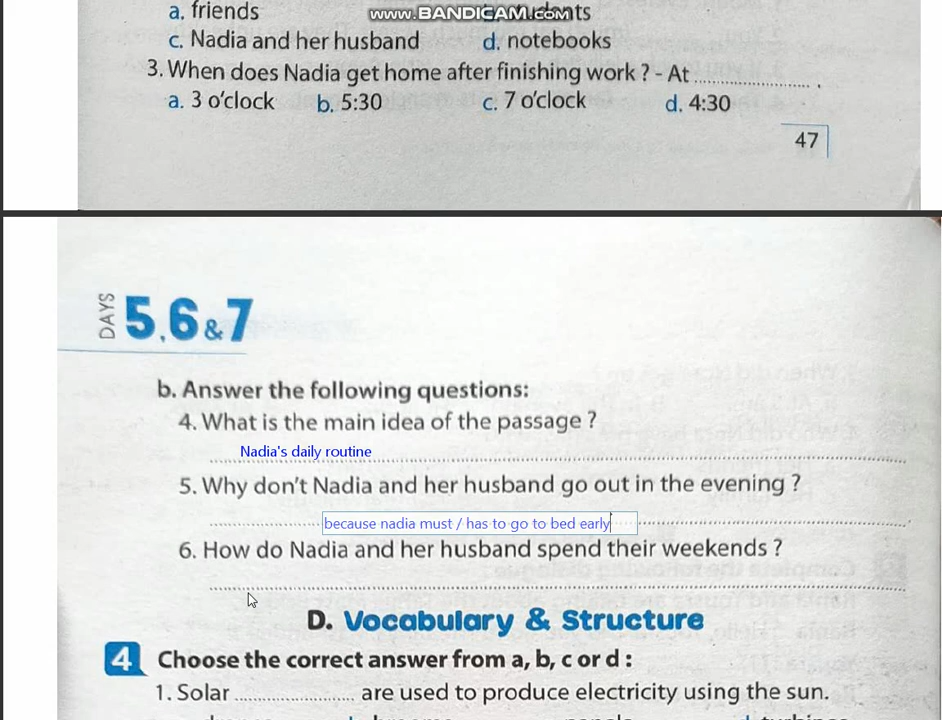 www.BANDICAM.com
a. friends
c. Nadia and her husband d. notebooks
3. When does Nadia get home after finishing work ? - At .................... .
a. 3 o'clock b. 5:30 c. 7 o'clock d. 4:30
47
DAYS 5,6 & 7
b. Answer the following questions:
4. What is the main idea of the passage ?
Nadia's daily routine
5. Why don't Nadia and her husband go out in the evening ?
because nadia must / has to go to bed early
6. How do Nadia and her husband spend their weekends ?
D. Vocabulary & Structure
4 Choose the correct answer from a, b, c or d :
1. Solar .................... are used to produce electricity using the sun.